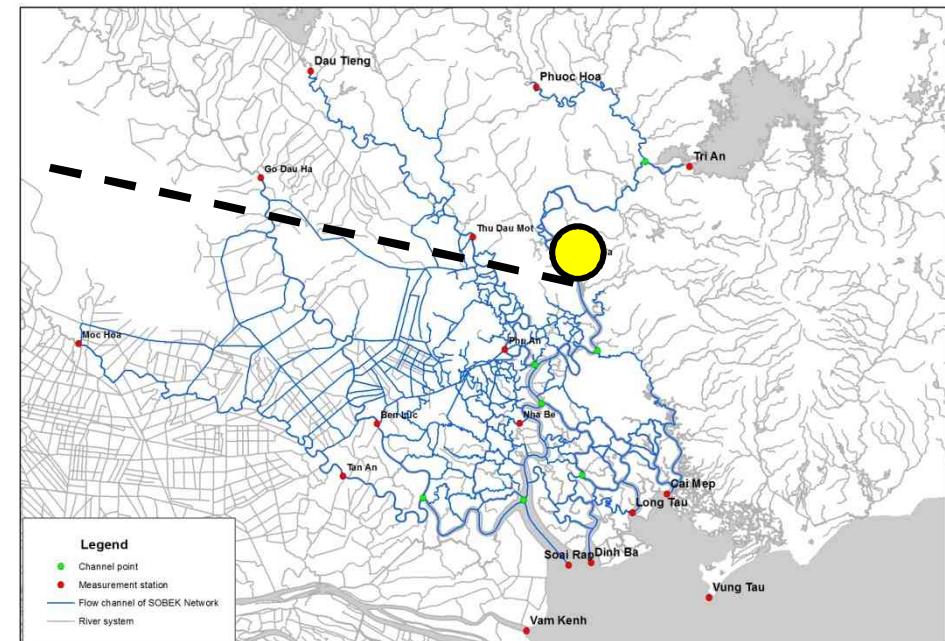 Dau Tieng
Phuoc Hoa
Tri An
Go Dau Ha
Thu Dau Mot
Moc Hoa
Phu An
Ben Luc
Nha Be
Tan An
Cai Mep
Long Tau
Soai Rap
Dinh Ba
Vung Tau
Vam Kenh
Legend
Channel point
Measurement station
Flow channel of SOBEK Network
River system